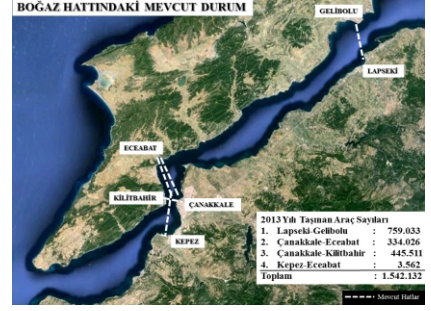 BOĞAZ HATTINDAKİ MEVCUT DURUM
GELİBOLU
LAPSEKİ
ECEABAT
KİLİTBAHİR
ÇANAKKALE
KEPEZ
2013 Yılı Taşınan Araç Sayıları
1. Lapseki-Gelibolu : 759.033
2. Çanakkale-Eceabat : 334.026
3. Çanakkale-Kilitbahir : 445.511
4. Kepez-Eceabat : 3.562
Toplam : 1.542.132
Mevcut Hatlar